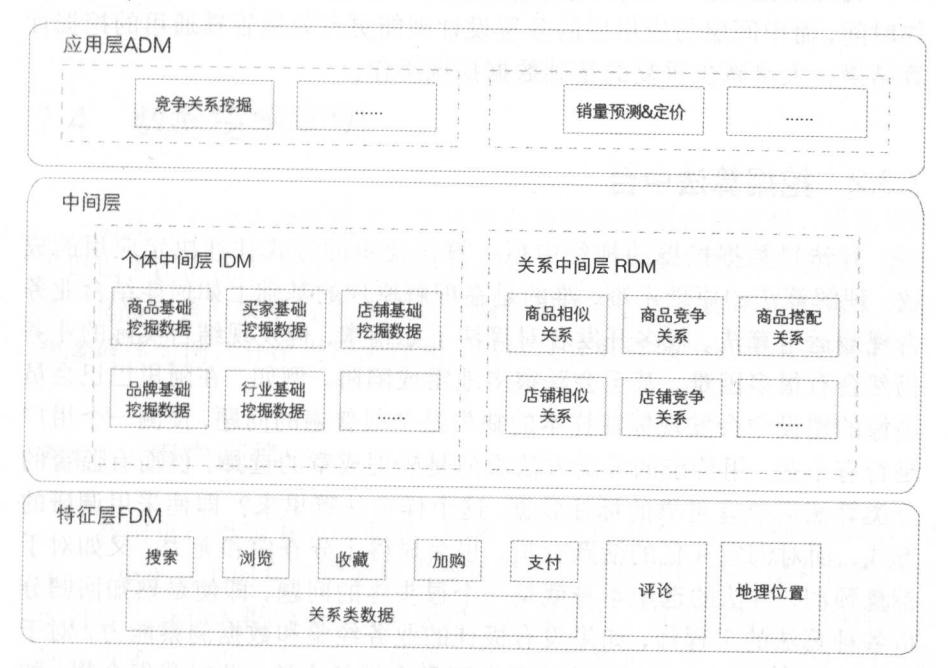 应用层ADM
竞争关系挖掘
......
销量预测&定价
......
中间层
个体中间层 IDM
商品基础
挖掘数据
买家基础
挖掘数据
店铺基础
挖掘数据
品牌基础
挖掘数据
行业基础
挖掘数据
......
关系中间层 RDM
商品相似
关系
商品竞争
关系
商品搭配
关系
店铺相似
关系
店铺竞争
关系
......
特征层FDM
搜索
浏览
收藏
加购
支付
关系类数据
评论
地理位置